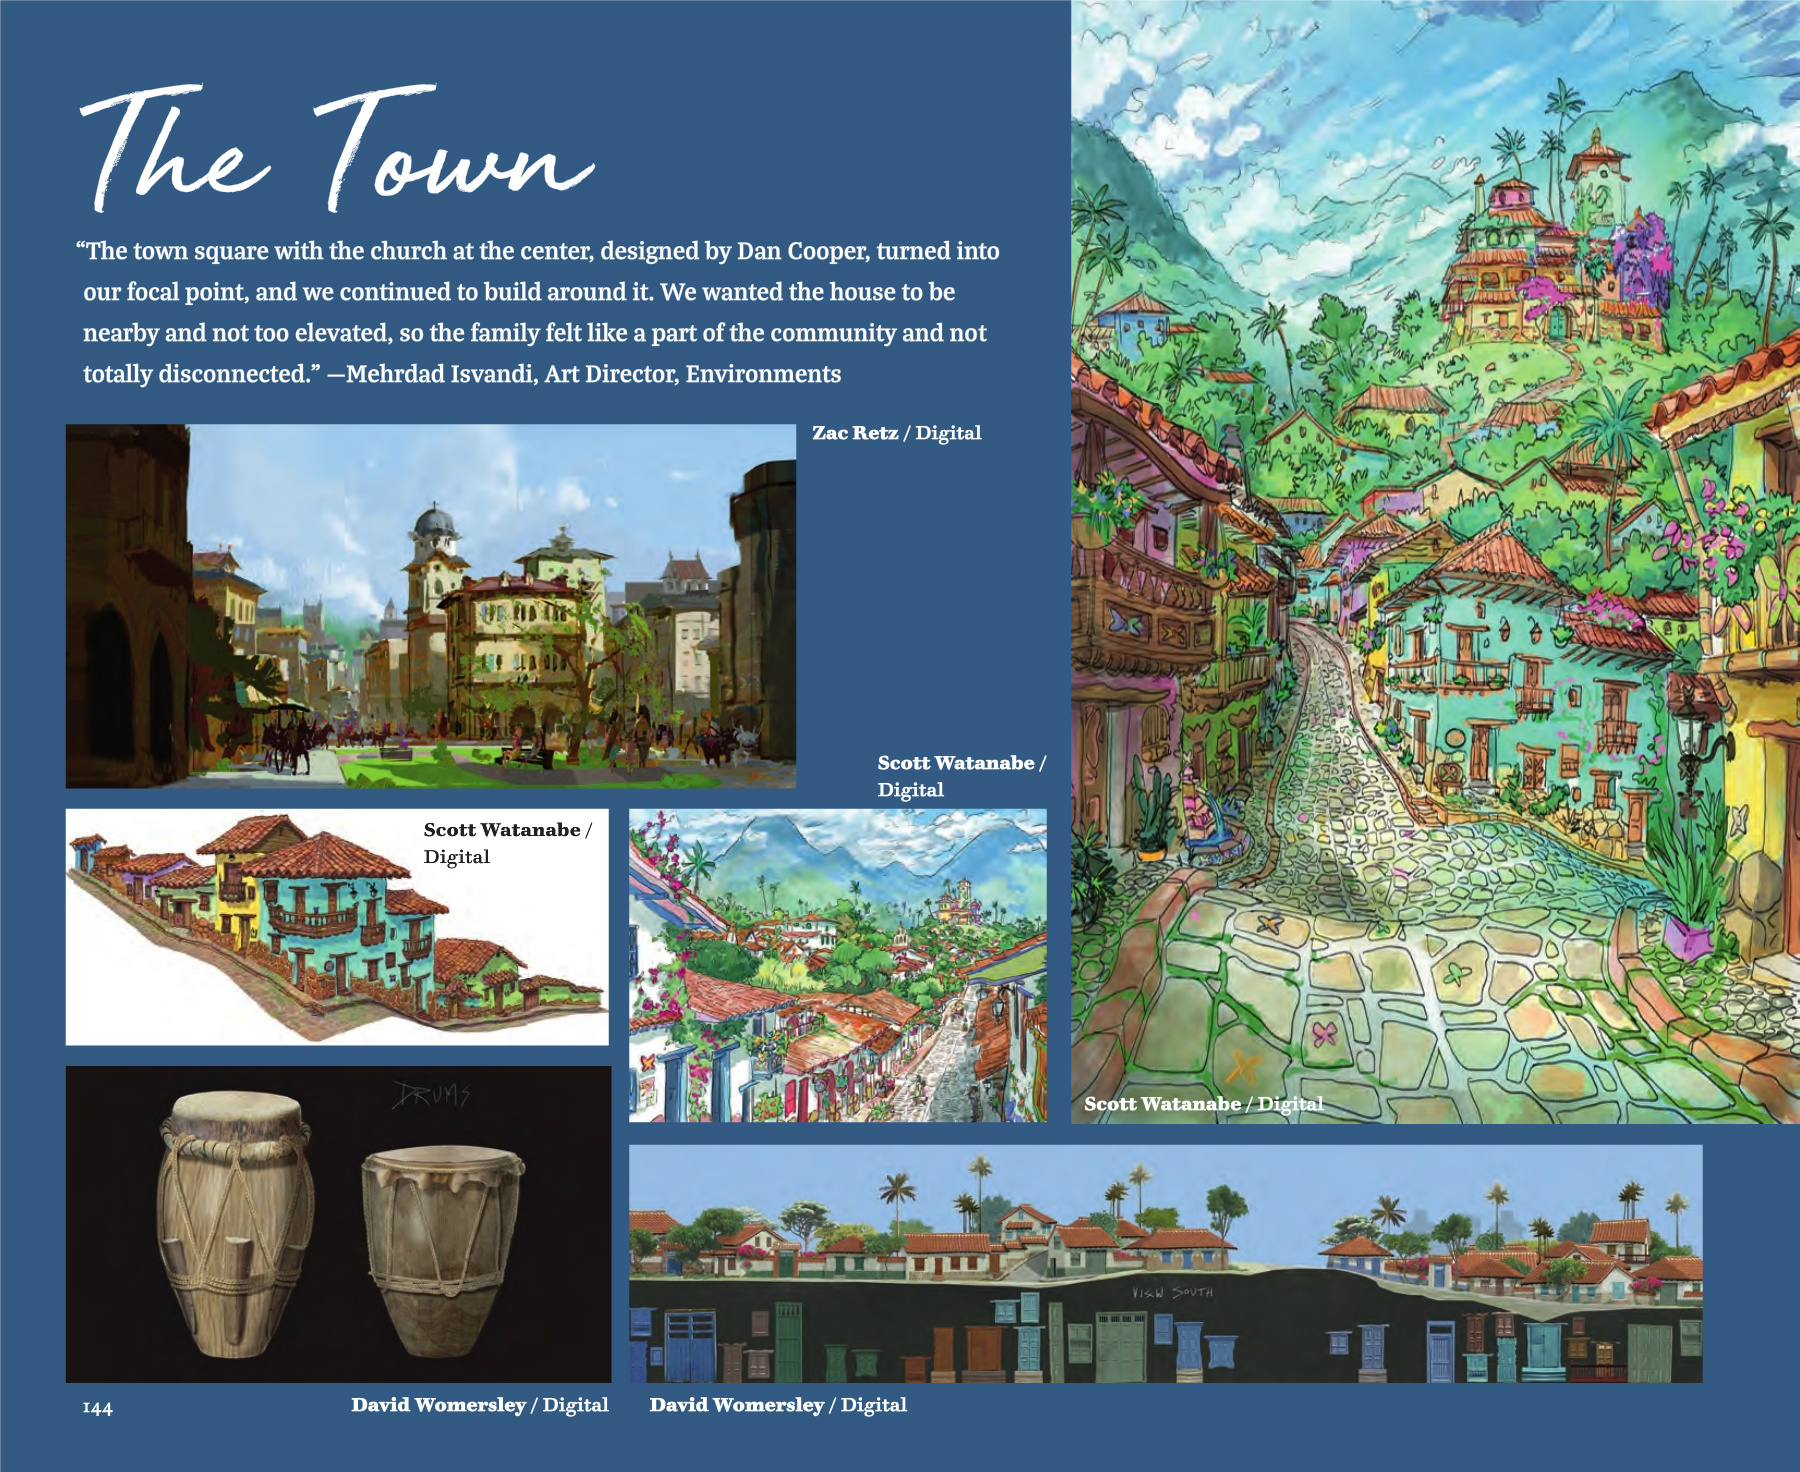 The Town
“The town square with the church at the center, designed by Dan Cooper, turned into
our focal point, and we continued to build around it. We wanted the house to be
nearby and not too elevated, so the family felt like a part of the community and not
totally disconnected.” —Mehrdad Isvandi, Art Director, Environments
Zac Retz / Digital
Scott Watanabe /
Digital
Scott Watanabe /
Digital
Scott Watanabe / Digital
DRUMS
VIEW SOUTH
David Womersley / Digital
David Womersley / Digital
144